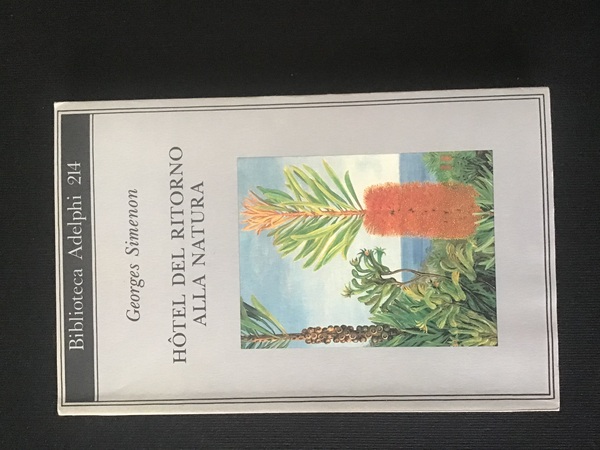 Biblioteca Adelphi 214
Georges Simenon
HÔTEL DEL RITORNO
ALLA NATURA